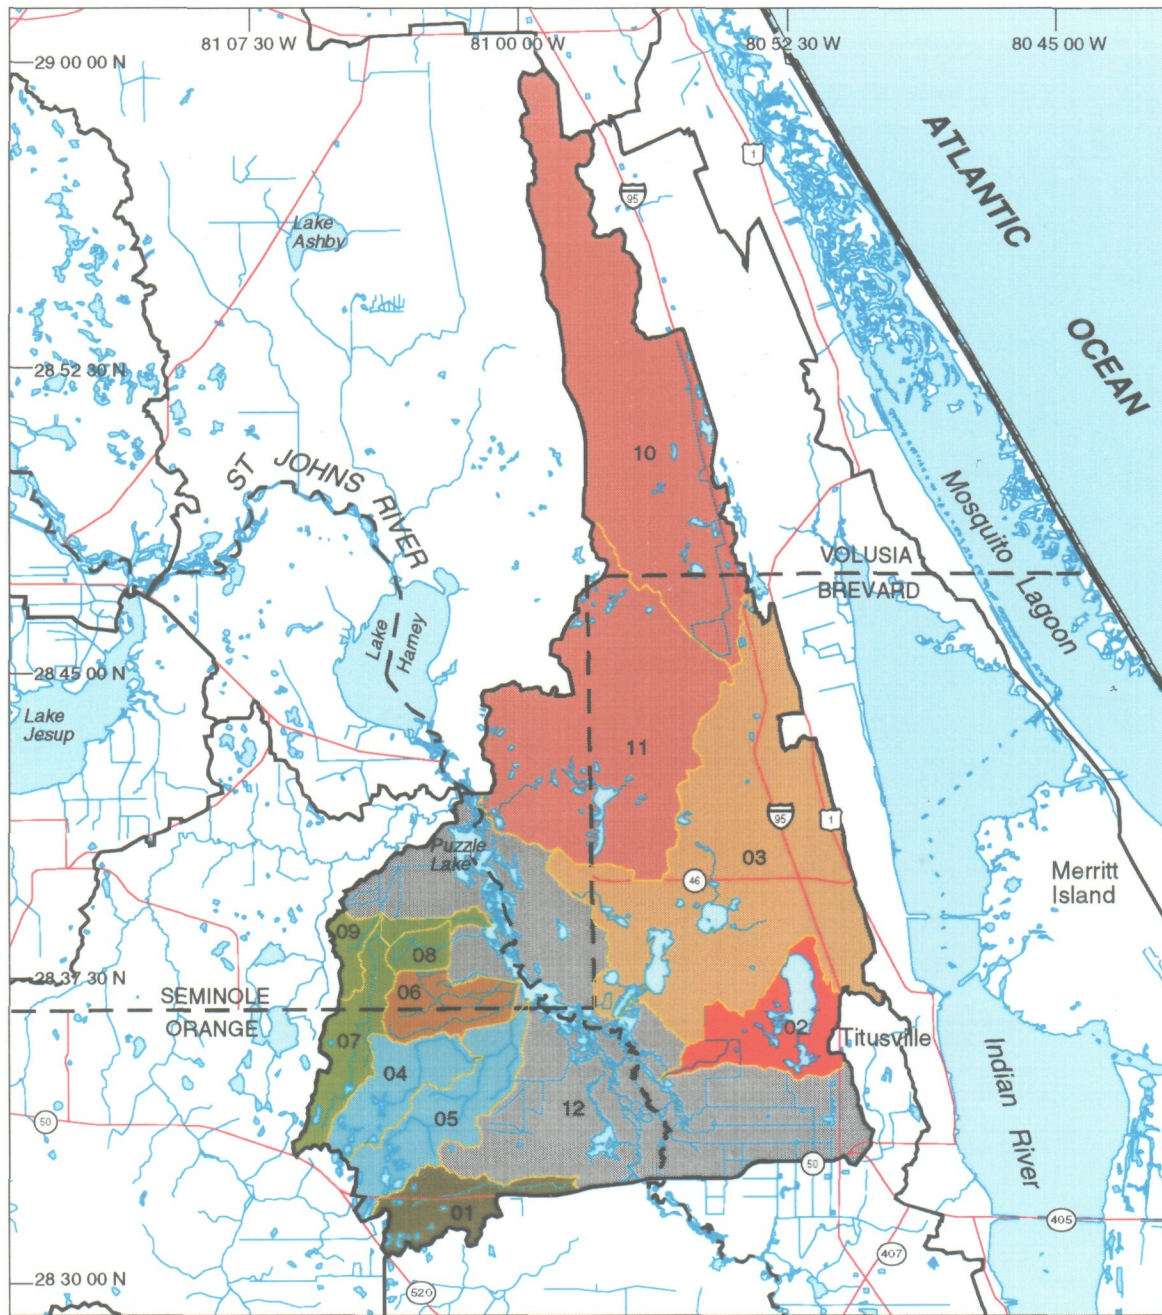 81 07 30 W
81 00 00 W
80 52 30 W
80 45 00 W
29 00 00 N
ATLANTIC
OCEAN
1
95
Lake
Ashby
28 52 30 N
10
ST JOHNS RIVER
Mosquito Lagoon
VOLUSIA
BREVARD
Lake
Harney
28 45 00 N
Lake
Jesup
11
95
1
03
Puzzle
Lake
46
Merritt
Island
09
08
28 37 30 N
06
SEMINOLE
ORANGE
02
Titusville
07
04
Indian River
05
12
50
50
01
405
407
28 30 00 N
520